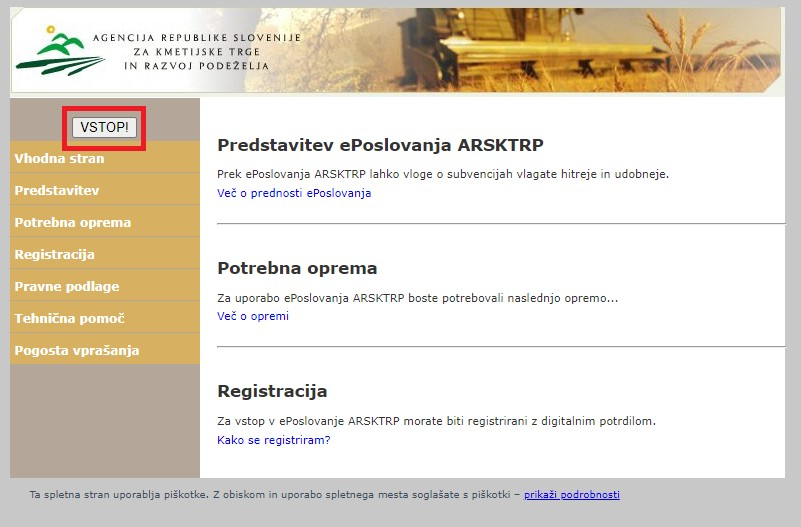 AGENCIJA REPUBLIKE SLOVENIJE
ZA KMETIJSKE TRGE
IN RAZVOJ PODEŽELJA
VSTOP!
Vhodna stran
Predstavitev
Potrebna oprema
Registracija
Pravne podlage
Tehnična pomoč
Pogosta vprašanja
Predstavitev ePoslovanja ARSKTRP
Prek ePoslovanja ARSKTRP lahko vloge o subvencijah vlagate hitreje in udobneje.
Več o prednosti ePoslovanja
Potrebna oprema
Za uporabo ePoslovanja ARSKTRP boste potrebovali naslednjo opremo...
Več o opremi
Registracija
Za vstop v ePoslovanje ARSKTRP morate biti registrirani z digitalnim potrdilom.
Kako se registriram?
Ta spletna stran uporablja piškotke. Z obiskom in uporabo spletnega mesta soglašate s piškotki – prikaži podrobnosti